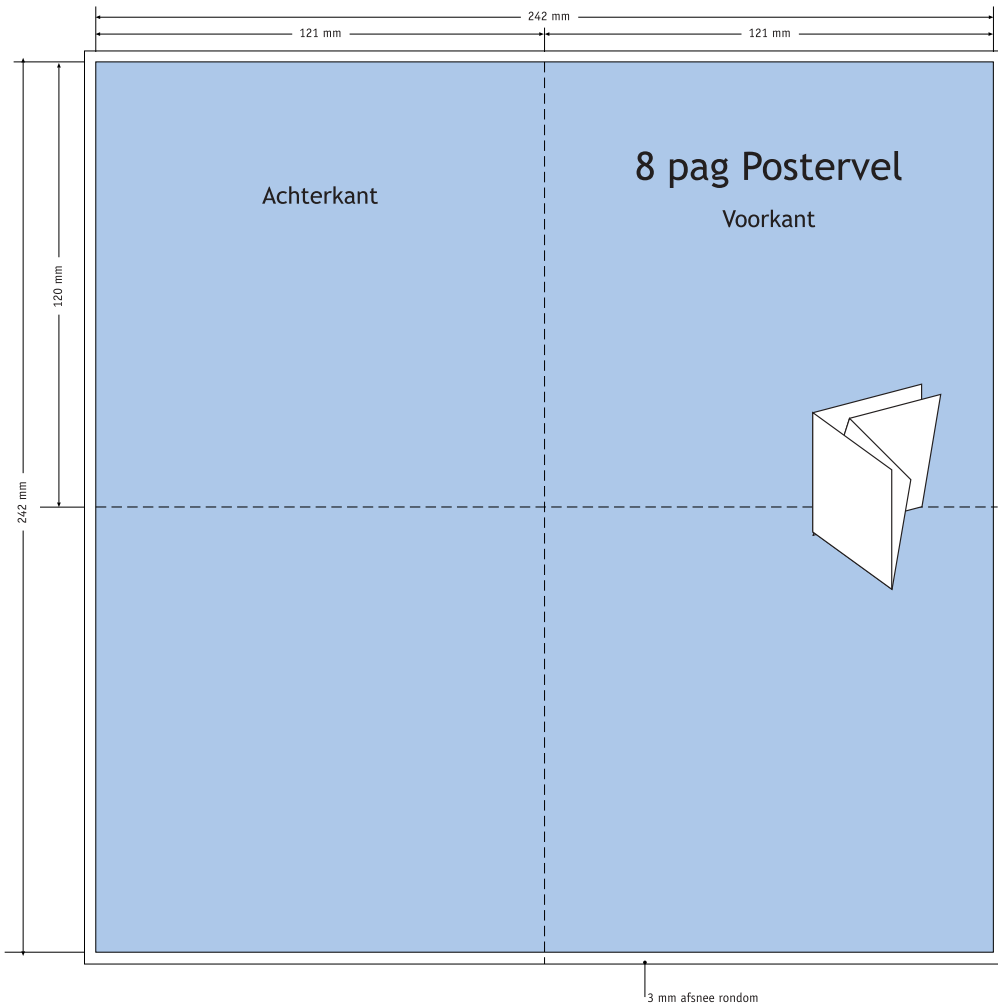 242 mm
121 mm
121 mm
8 pag Postervel
Achterkant
Voorkant
120 mm
242 mm
3 mm afsnee rondom